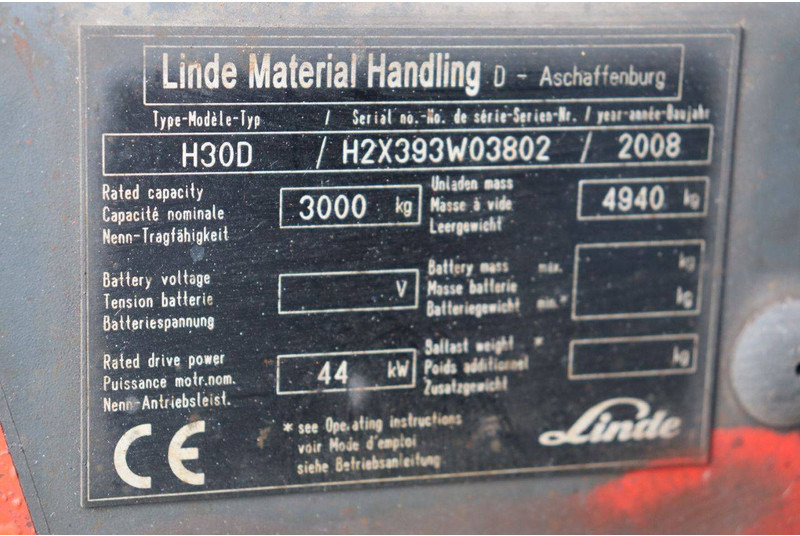 Linde Material Handling D - Aschaffenburg
Type-Modèle-Typ / Serial no.-No. de série-Serien-Nr. / year-année-Baujahr
H30D / H2X393W03802 / 2008
Rated capacity
Capacité nominale
Nenn-Tragfähigkeit
3000 kg
Unladen mass
Masse à vide
Leergewicht
4940 kg
Battery voltage
Tension batterie
Batteriespannung
V
Battery mass max.
Masse batterie
Batteriegewicht min.*
kg
kg
Rated drive power
Puissance motr.nom.
Nenn-Antriebsleist.
44 kW
Ballast weight *
Poids additionnel
Zusatzgewicht
kg
CE
* see Operating instructions
voir Mode d'emploi
siehe Betriebsanleitung
Linde